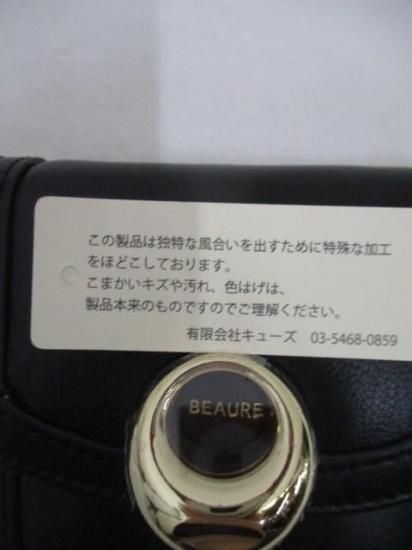 この製品は独特な風合いを出すために特殊な加工
をほどこしております。
こまかいキズや汚れ、色はげは、
製品本来のものですのでご理解ください。
有限会社キューズ　03-5468-0859
BEAURE